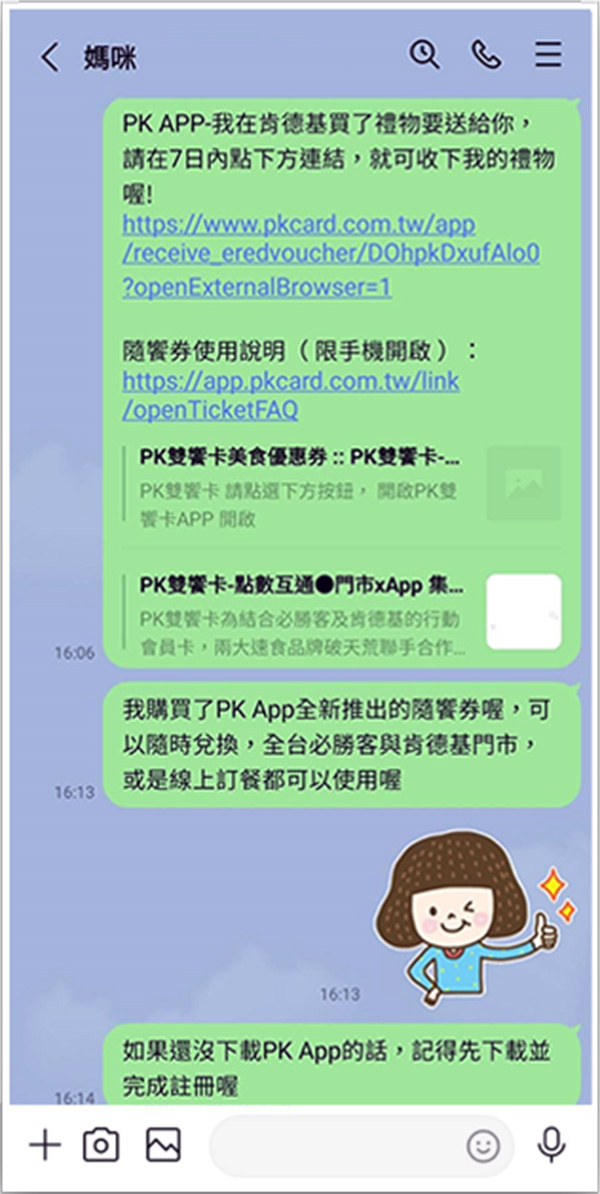 媽咪
PK APP-我在肯德基買了禮物要送給你，
請在7日內點下方連結，就可收下我的禮物
喔!
https://www.pkcard.com.tw/app
/receive_eredvoucher/DOhpkDxufAlo0
?openExternalBrowser=1
隨饗券使用說明（限手機開啟）：
https://app.pkcard.com.tw/link
/openTicketFAQ
PK雙饗卡美食優惠券 :: PK雙饗卡-...
PK雙饗卡 請點選下方按鈕， 開啟PK雙
饗卡APP 開啟
PK雙饗卡-點數互通●門市xApp 集...
PK雙饗卡為結合必勝客及肯德基的行動
會員卡，兩大速食品牌破天荒聯手合作...
16:06
我購買了PK App全新推出的隨饗券喔，可
以隨時兌換，全台必勝客與肯德基門市，
或是線上訂餐都可以使用喔
16:13
16:13
如果還沒下載PK App的話，記得先下載並
完成註冊喔
16:14